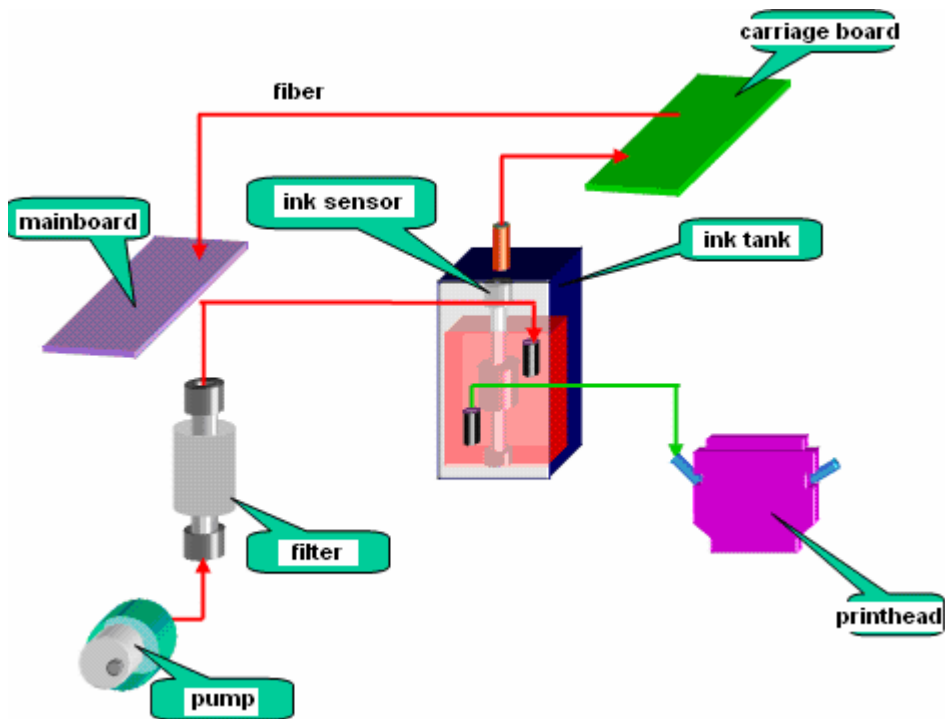 carriage board
fiber
ink sensor
mainboard
ink tank
filter
printhead
pump